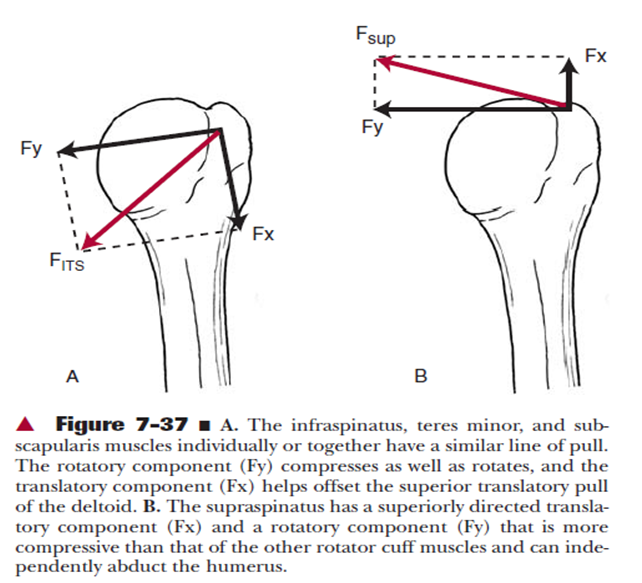 Fsup
Fx
Fy
Fy
Fx
FITS
A
B
▲ Figure 7-37 ■ A. The infraspinatus, teres minor, and sub-
scapularis muscles individually or together have a similar line of pull.
The rotatory component (Fy) compresses as well as rotates, and the
translatory component (Fx) helps offset the superior translatory pull
of the deltoid. B. The supraspinatus has a superiorly directed transla-
tory component (Fx) and a rotatory component (Fy) that is more
compressive than that of the other rotator cuff muscles and can inde-
pendently abduct the humerus.